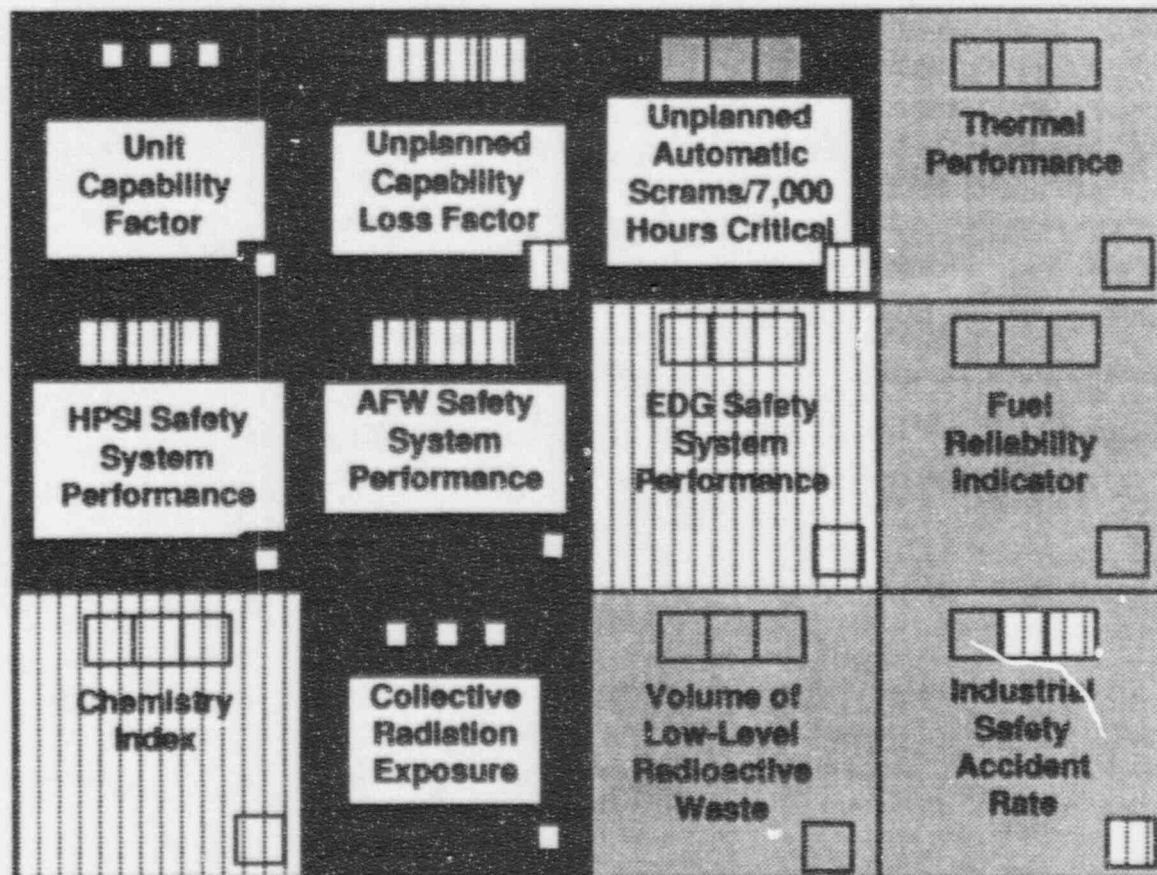 Unit
Capability
Factor
Unplanned
Capability
Loss Factor
Unplanned
Automatic
Scrams/7,000
Hours Critical
Thermal
Performance
HPSI Safety
System
Performance
AFW Safety
System
Performance
EDG Safety
System
Performance
Fuel
Reliability
Indicator
Chemistry
Index
Collective
Radiation
Exposure
Volume of
Low-Level
Radioactive
Waste
Industrial
Safety
Accident
Rate